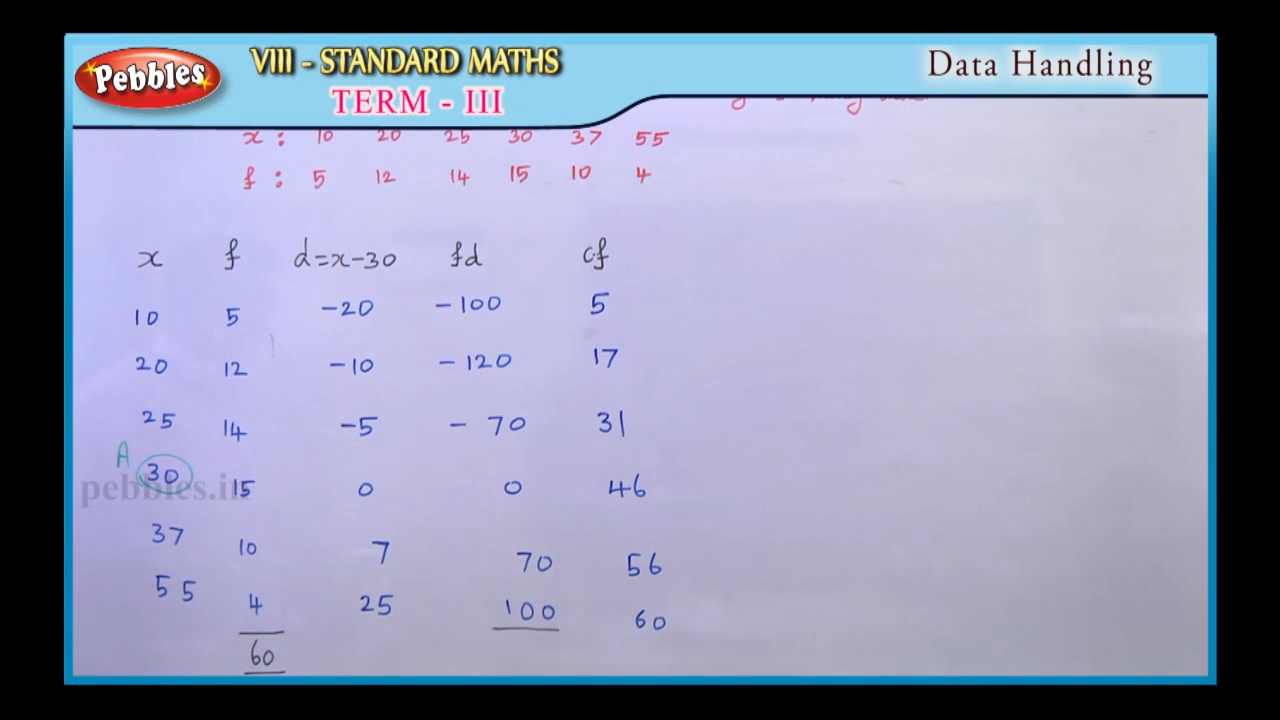 Pebbles
VIII - STANDARD MATHS
TERM - III
Data Handling
x : 10 20 25 30 37 55
f : 5 12 14 15 10 4
x f d=x-30 fd cf
10 5 -20 -100 5
20 12 -10 -120 17
25 14 -5 - 70 31
A
30 15 0 0 46
pebbles.in
37 10 7 70 56
55 4 25 100 60
60